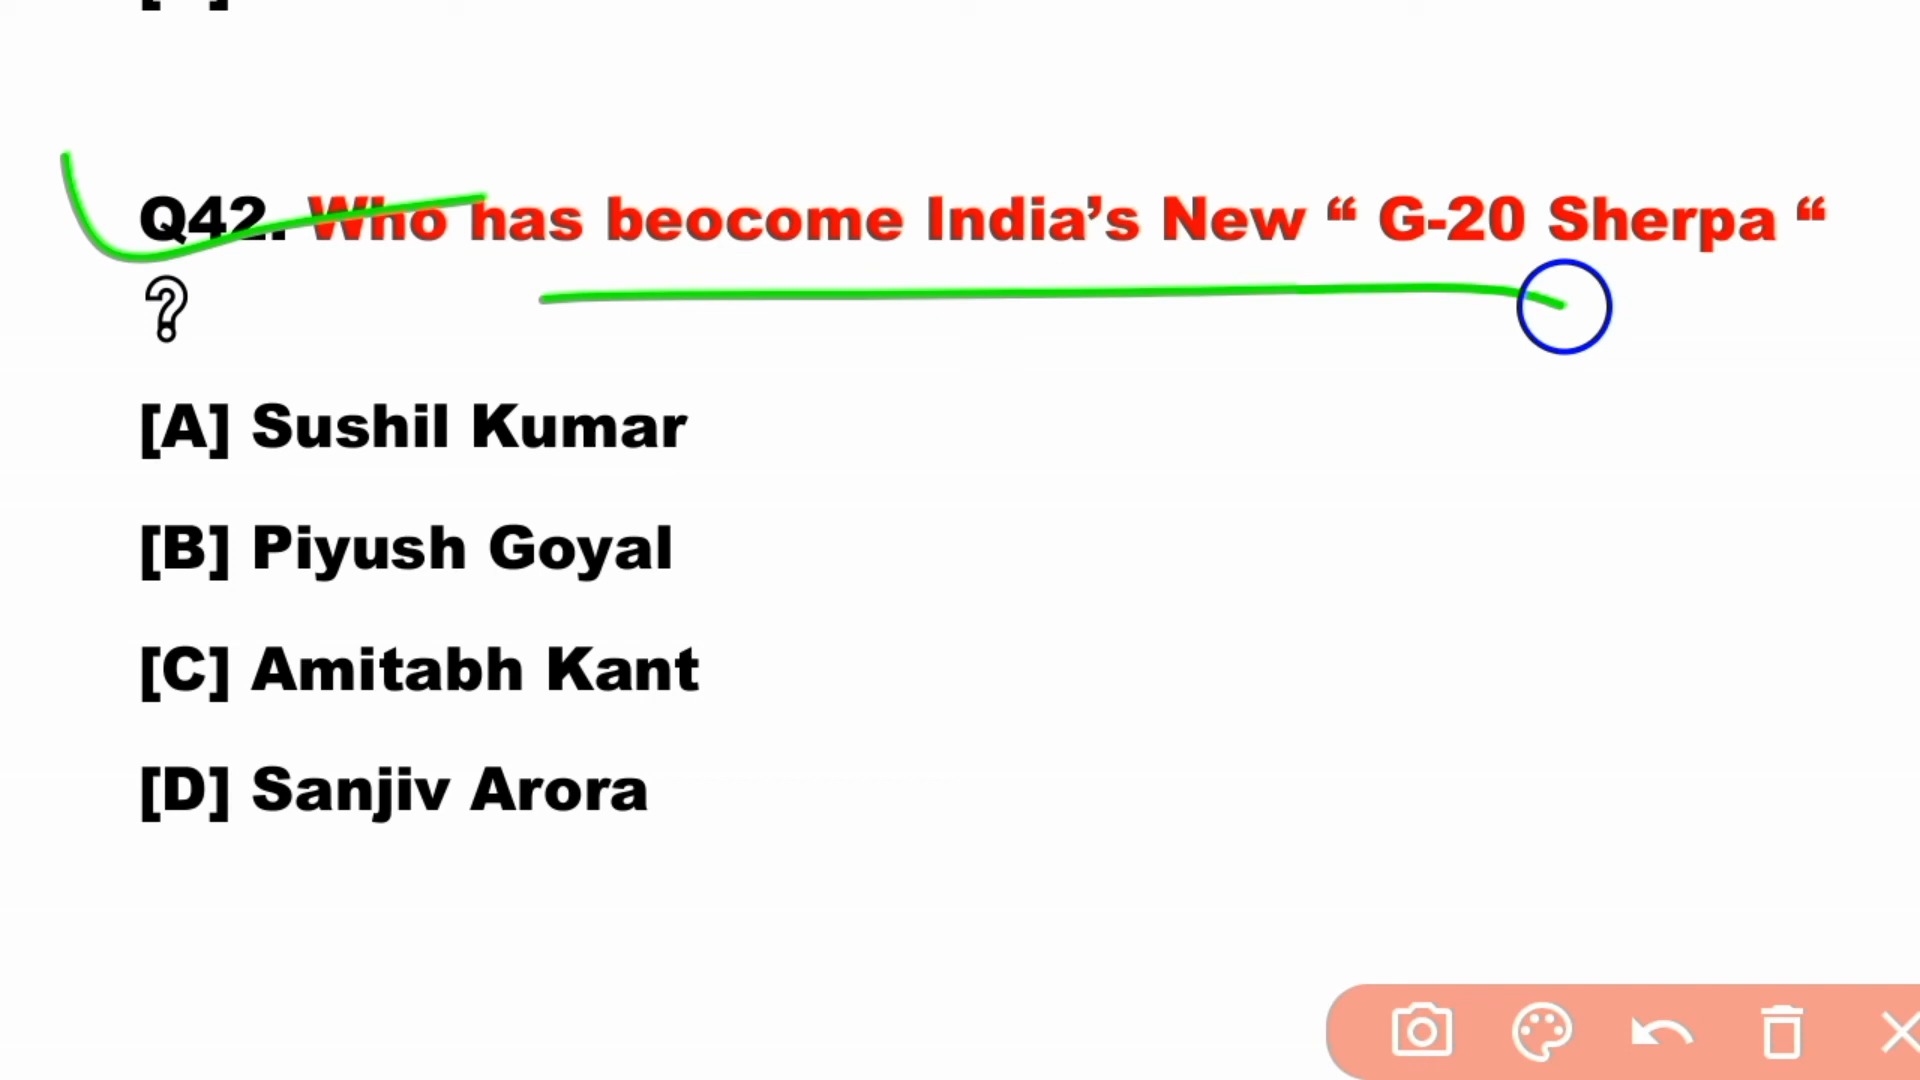 Q42. Who has beocome India’s New “ G-20 Sherpa “
?
[A] Sushil Kumar
[B] Piyush Goyal
[C] Amitabh Kant
[D] Sanjiv Arora